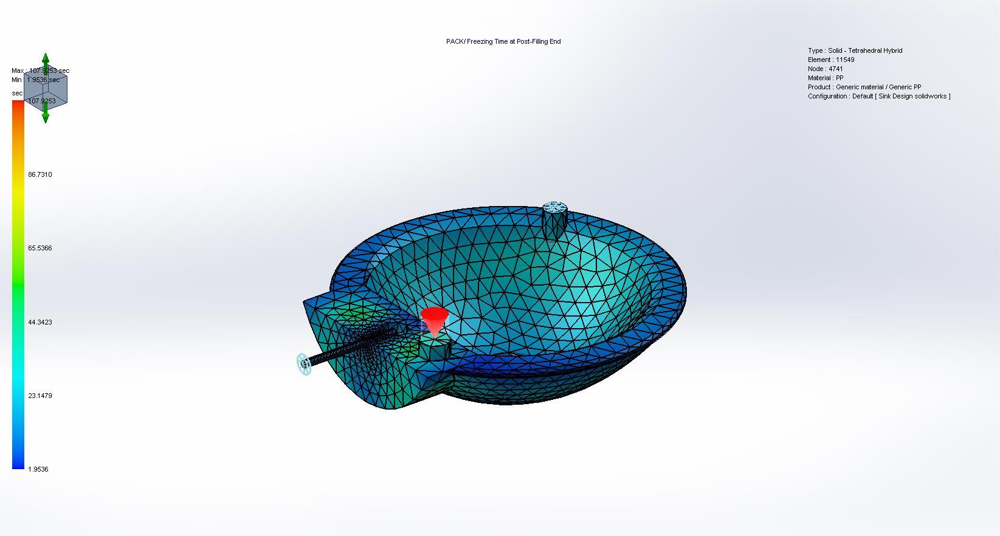 PACK/ Freezing Time at Post-Filling End
Type : Solid - Tetrahedral Hybrid
Element : 11549
Node : 4741
Material : PP
Product : Generic material / Generic PP
Configuration : Default [ Sink Design solidworks ]
Max : 107.9253 sec
Min : 1.9536 sec
sec
107.9253
86.7310
65.5366
44.3423
23.1479
1.9536